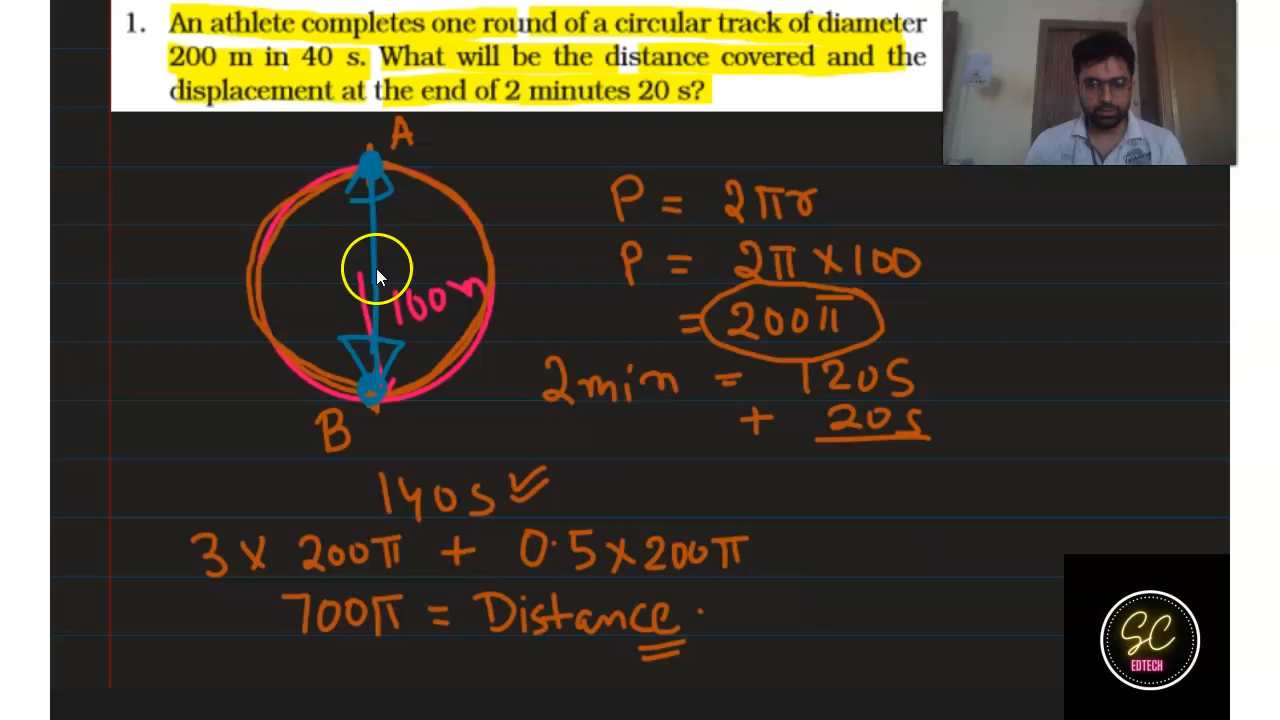 1. An athlete completes one round of a circular track of diameter
200 m in 40 s. What will be the distance covered and the
displacement at the end of 2 minutes 20 s?
A
100m
B
P = 2πr
P = 2π × 100
= 200π
2min = 120s
+ 20s
140s
3 × 200π + 0.5 × 200π
700π = Distance.
SC
EDTECH